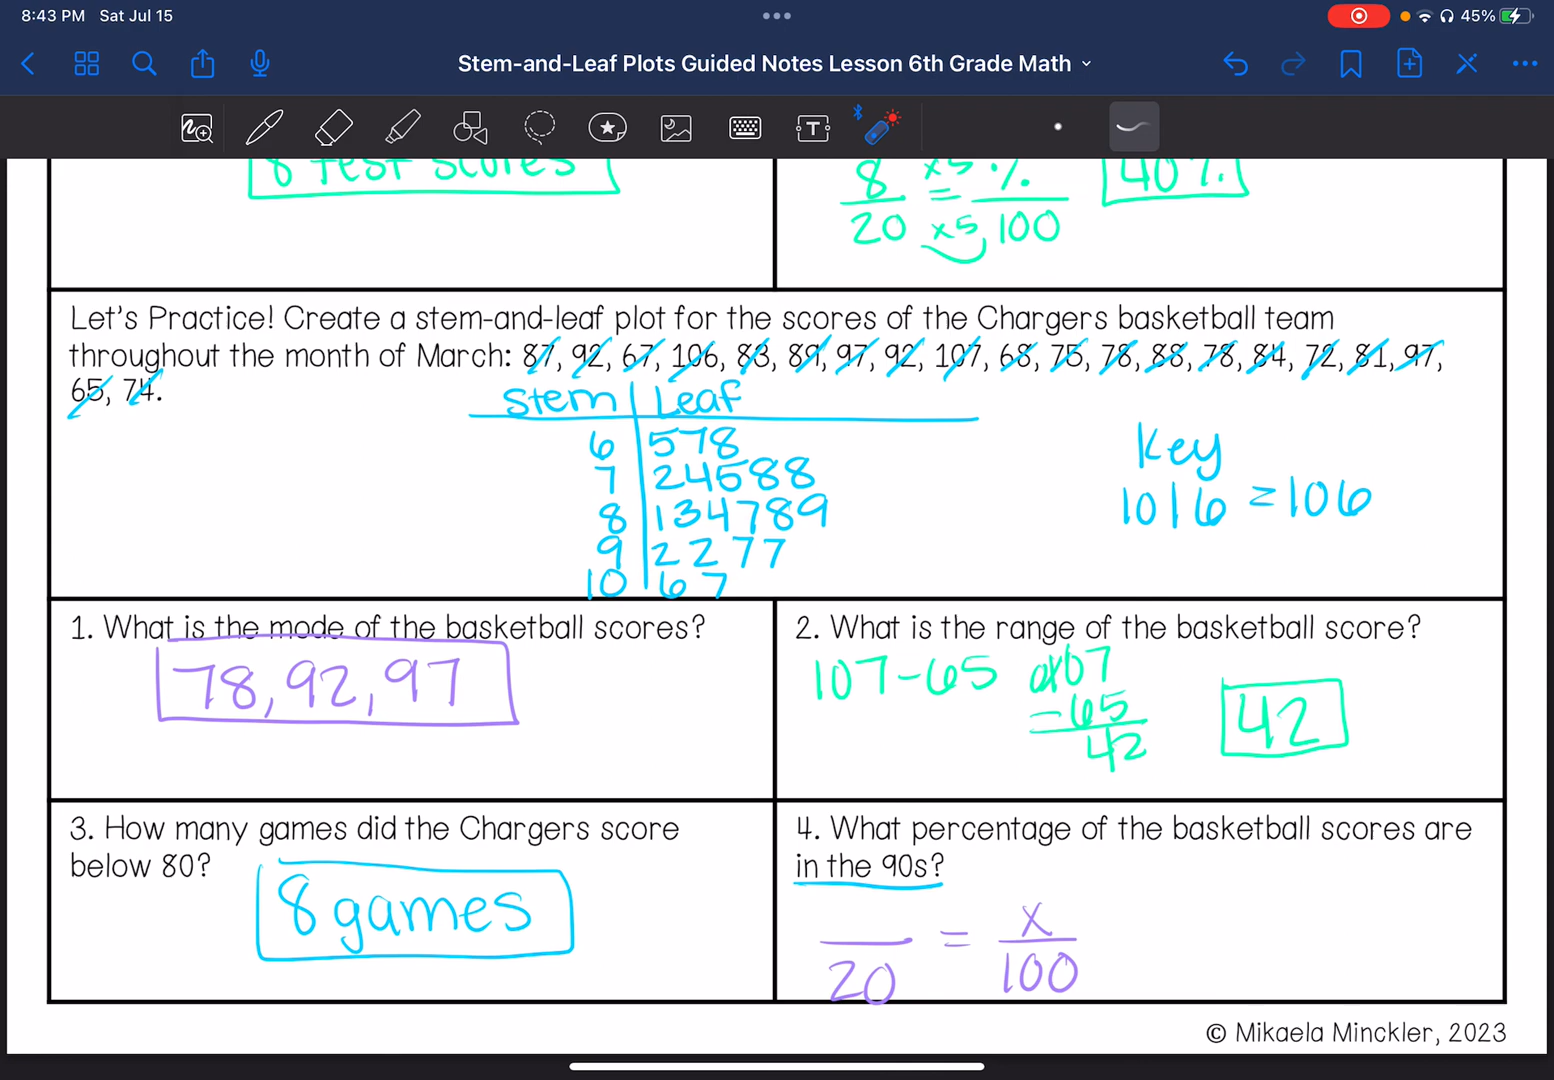 8:43 PM Sat Jul 15
45%
Stem-and-Leaf Plots Guided Notes Lesson 6th Grade Math
8 test scores
8/20 = %/100
x5
x5
40%
Let's Practice! Create a stem-and-leaf plot for the scores of the Chargers basketball team
throughout the month of March: 87, 92, 67, 106, 83, 89, 97, 92, 107, 68, 75, 78, 88, 78, 84, 72, 81, 97,
65, 74.
Stem | Leaf
6 | 578
7 | 24588
8 | 134789
9 | 2277
10 | 67
Key
10|6 = 106
1. What is the mode of the basketball scores?
78, 92, 97
2. What is the range of the basketball score?
107-65
107
-65
42
42
3. How many games did the Chargers score
below 80?
8 games
4. What percentage of the basketball scores are
in the 90s?
/20 = x/100
© Mikaela Minckler, 2023